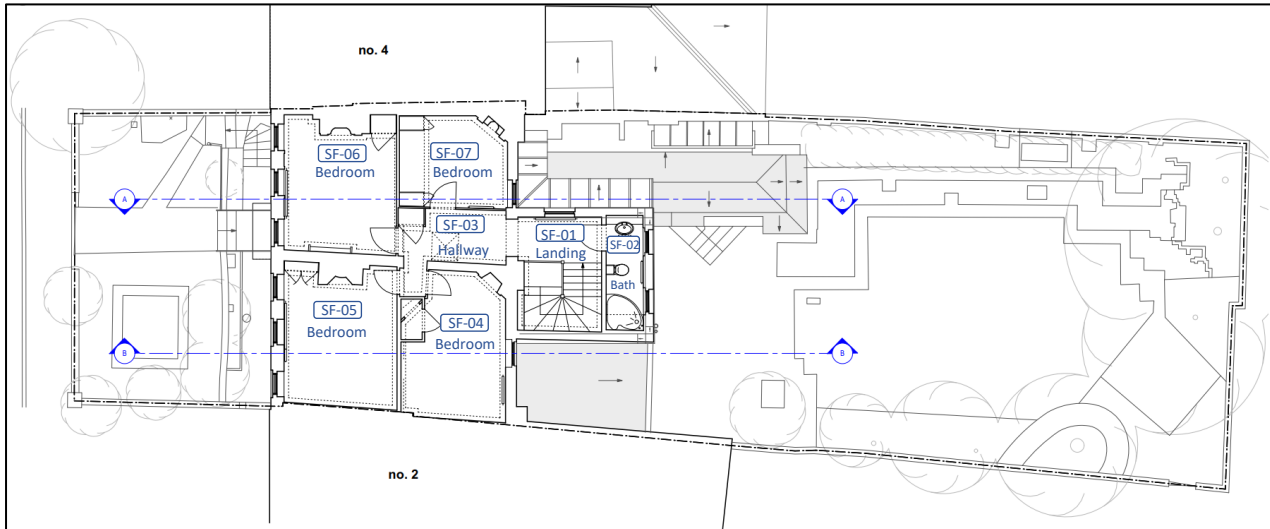 no. 4
SF-06
Bedroom
SF-07
Bedroom
A
A
SF-03
Hallway
SF-01
Landing
SF-02
Bath
SF-05
Bedroom
SF-04
Bedroom
B
B
no. 2